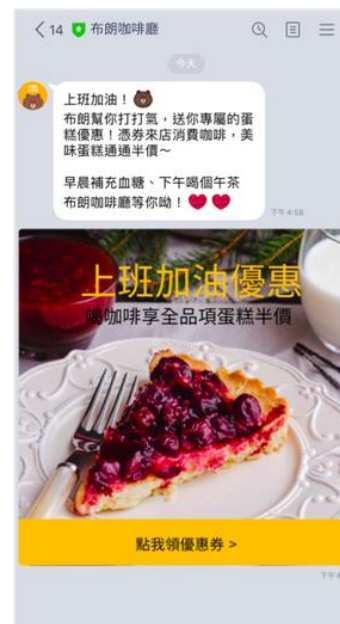 14 布朗咖啡廳
今天
上班加油！
布朗幫你打打氣，送你專屬的蛋
糕優惠！憑券來店消費咖啡，美
味蛋糕通通半價～
早晨補充血糖、下午喝個午茶
布朗咖啡廳等你呦！
下午 4:58
上班加油優惠
喝咖啡享全品項蛋糕半價
點我領優惠券 >
下午 4